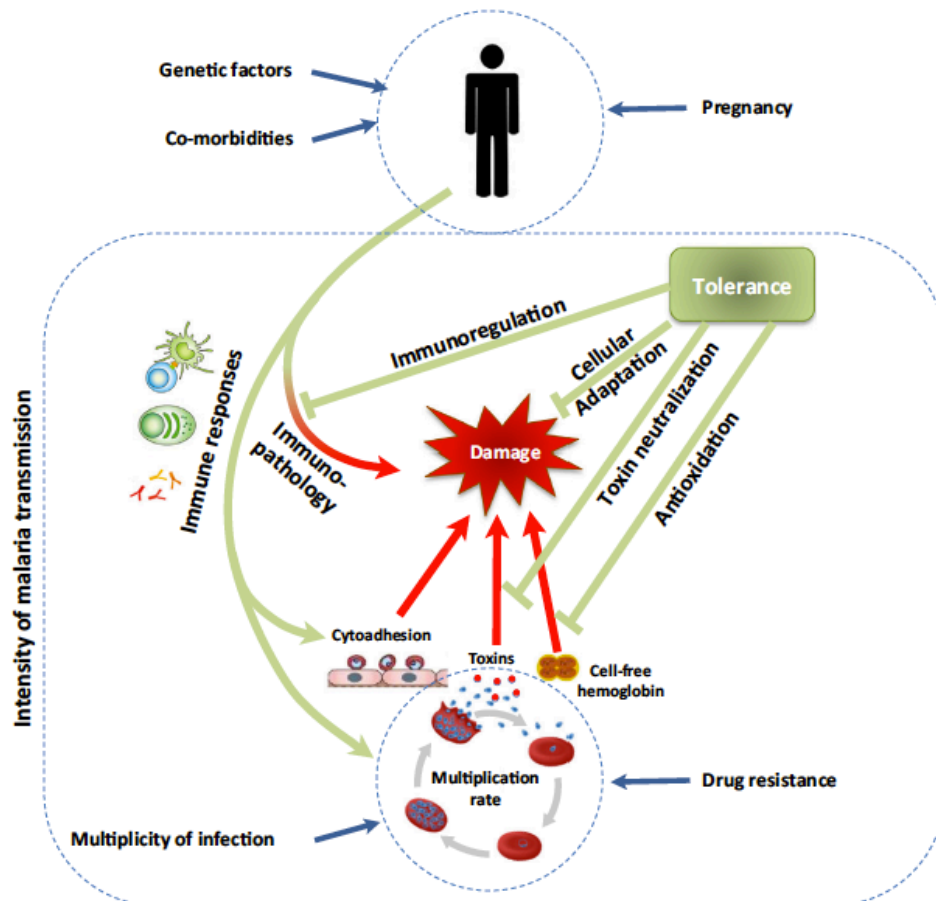 Genetic factors
Co-morbidities
Pregnancy
Intensity of malaria transmission
Tolerance
Immunoregulation
Cellular
Adaptation
Toxin neutralization
Antioxidation
Immune responses
Immuno-
pathology
Damage
Cytoadhesion
Toxins
Cell-free
hemoglobin
Multiplication
rate
Drug resistance
Multiplicity of infection